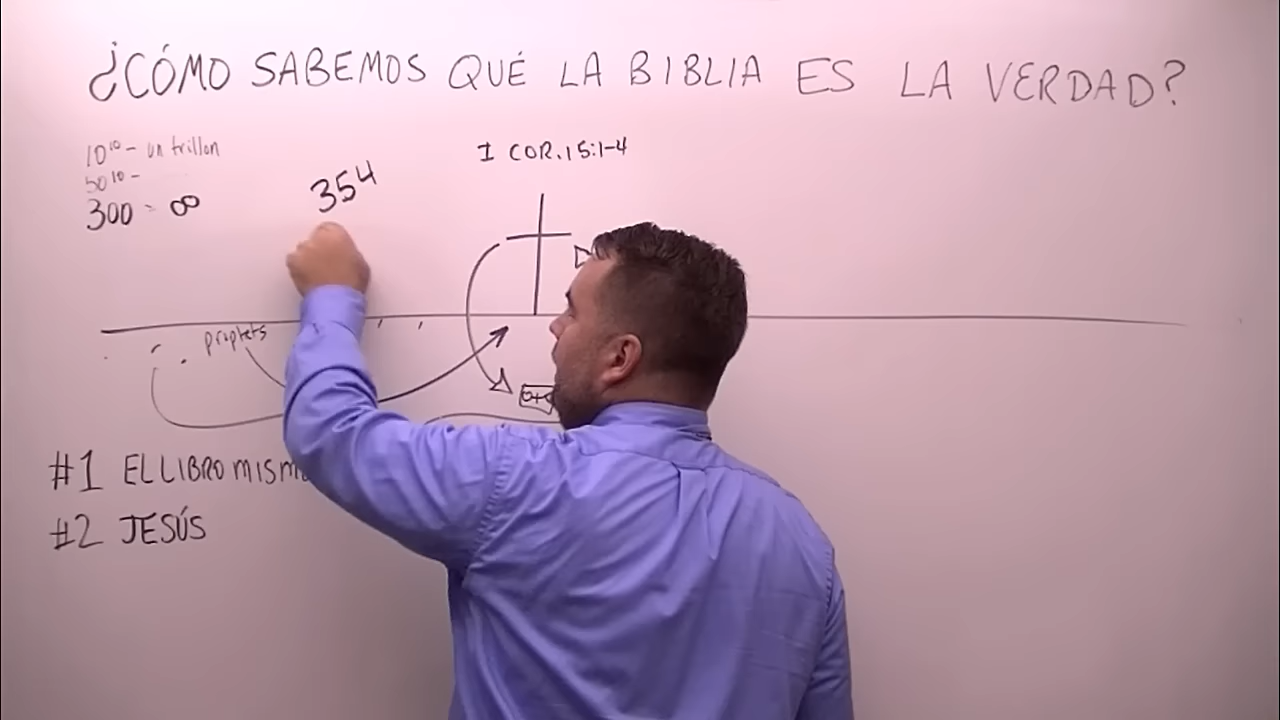 ¿CÓMO SABEMOS QUÉ LA BIBLIA ES LA VERDAD?
10¹⁰ - un trillon
50¹⁰ -
300 = ∞
354
I COR. 15:1-4
prophets
#1 EL LIBRO MISMO
#2 JESÚS